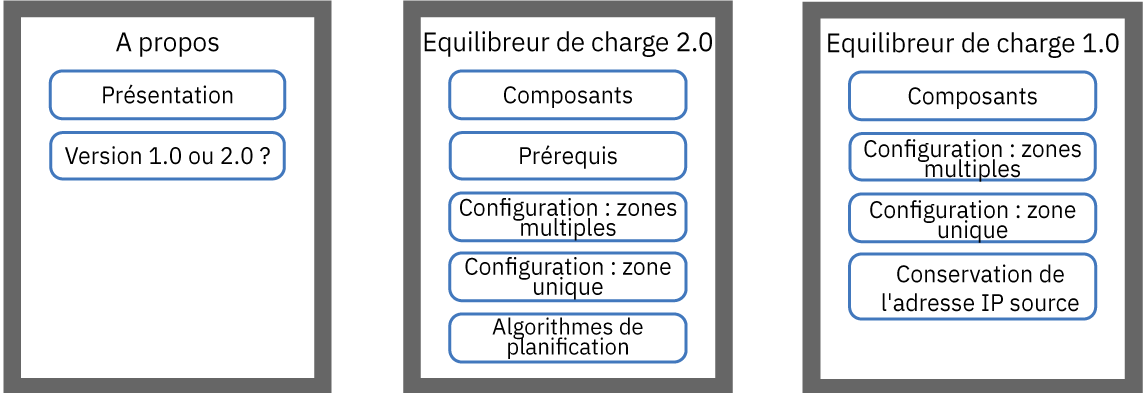 A propos
Présentation
Version 1.0 ou 2.0 ?
Equilibreur de charge 2.0
Composants
Prérequis
Configuration : zones
multiples
Configuration : zone
unique
Algorithmes de
planification
Equilibreur de charge 1.0
Composants
Configuration : zones
multiples
Configuration : zone
unique
Conservation de
l'adresse IP source